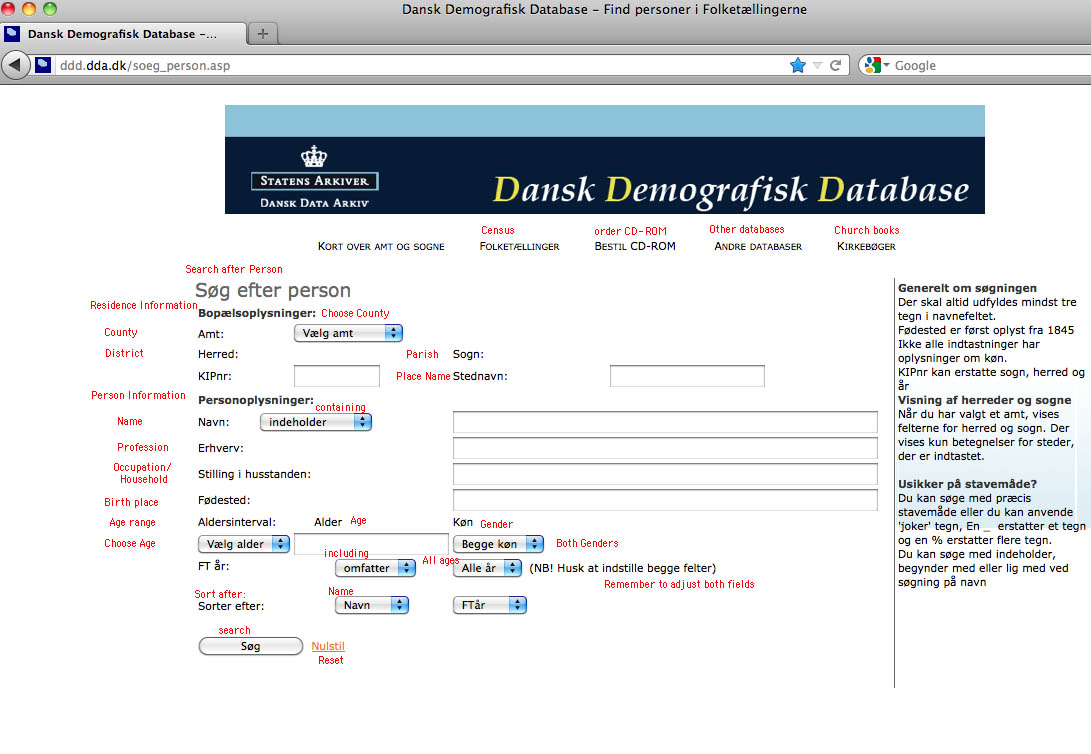 Dansk Demografisk Database – Find personer i Folketællingerne
Dansk Demografisk Database –...
ddd.dda.dk/soeg_person.asp
Google
STATENS ARKIVER
DANSK DATA ARKIV
Dansk Demografisk Database
Census order CD-ROM Other databases Church books
KORT OVER AMT OG SOGNE FOLKETÆLLINGER BESTIL CD-ROM ANDRE DATABASER KIRKEBØGER
Search after Person
Søg efter person
Residence Information
Bopælsoplysninger: Choose County
County Amt: Vælg amt
District Herred: Parish Sogn:
KIPnr: Place Name Stednavn:
Person Information
Personoplysninger:
containing
Name Navn: indeholder
Profession Erhverv:
Occupation/
Household
Stilling i husstanden:
Birth place Fødested:
Age range Aldersinterval: Alder Age Køn Gender
Choose Age Vælg alder Begge køn Both Genders
including All ages
FT år: omfatter Alle år (NB! Husk at indstille begge felter)
Remember to adjust both fields
Sort after: Name
Sorter efter: Navn FTår
search
Søg Nulstil
Reset
Generelt om søgningen
Der skal altid udfyldes mindst tre
tegn i navnefeltet.
Fødested er først oplyst fra 1845
Ikke alle indtastninger har
oplysninger om køn.
KIPnr kan erstatte sogn, herred og
år
Visning af herreder og sogne
Når du har valgt et amt, vises
felterne for herred og sogn. Der
vises kun betegnelser for steder,
der er indtastet.
Usikker på stavemåde?
Du kan søge med præcis
stavemåde eller du kan anvende
'joker' tegn, En _ erstatter et tegn
og en % erstatter flere tegn.
Du kan søge med indeholder,
begynder med eller lig med ved
søgning på navn